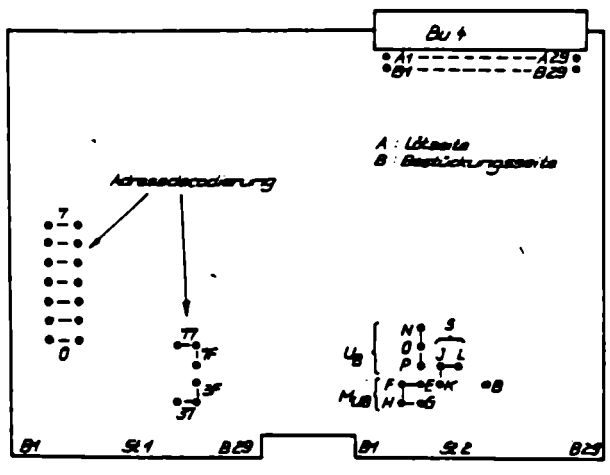 Bu 4
A1 A29
B1 B29
A : Lötseite
B : Bestückungsseite
Adressdecodierung
7
0
77
7F
3F
37
S
UB
N
O
P
J L
MUB
F E K B
H G
B1 St 1 B29
B1 St 2 B29